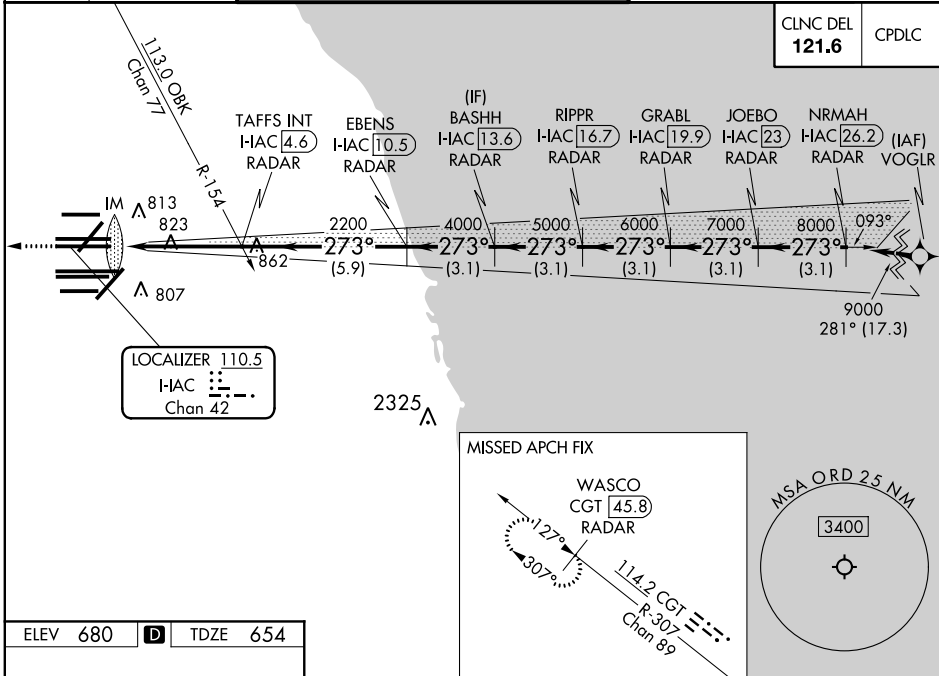 CLNC DEL
121.6
CPDLC
113.0 OBK
Chan 77
R-154
TAFFS INT
I-IAC 4.6
RADAR
EBENS
I-IAC 10.5
RADAR
(IF)
BASHH
I-IAC 13.6
RADAR
RIPPR
I-IAC 16.7
RADAR
GRABL
I-IAC 19.9
RADAR
JOEBO
I-IAC 23
RADAR
NRMAH
I-IAC 26.2
RADAR
(IAF)
VOGLR
IM
813
823
862
807
2200
273°
(5.9)
4000
273°
(3.1)
5000
273°
(3.1)
6000
273°
(3.1)
7000
273°
(3.1)
8000
273°
(3.1)
093°
9000
281° (17.3)
LOCALIZER 110.5
I-IAC
Chan 42
2325
MISSED APCH FIX
WASCO
CGT 45.8
RADAR
127°
307°
114.2 CGT
R-307
Chan 89
MSA ORD 25 NM
3400
ELEV 680 D TDZE 654